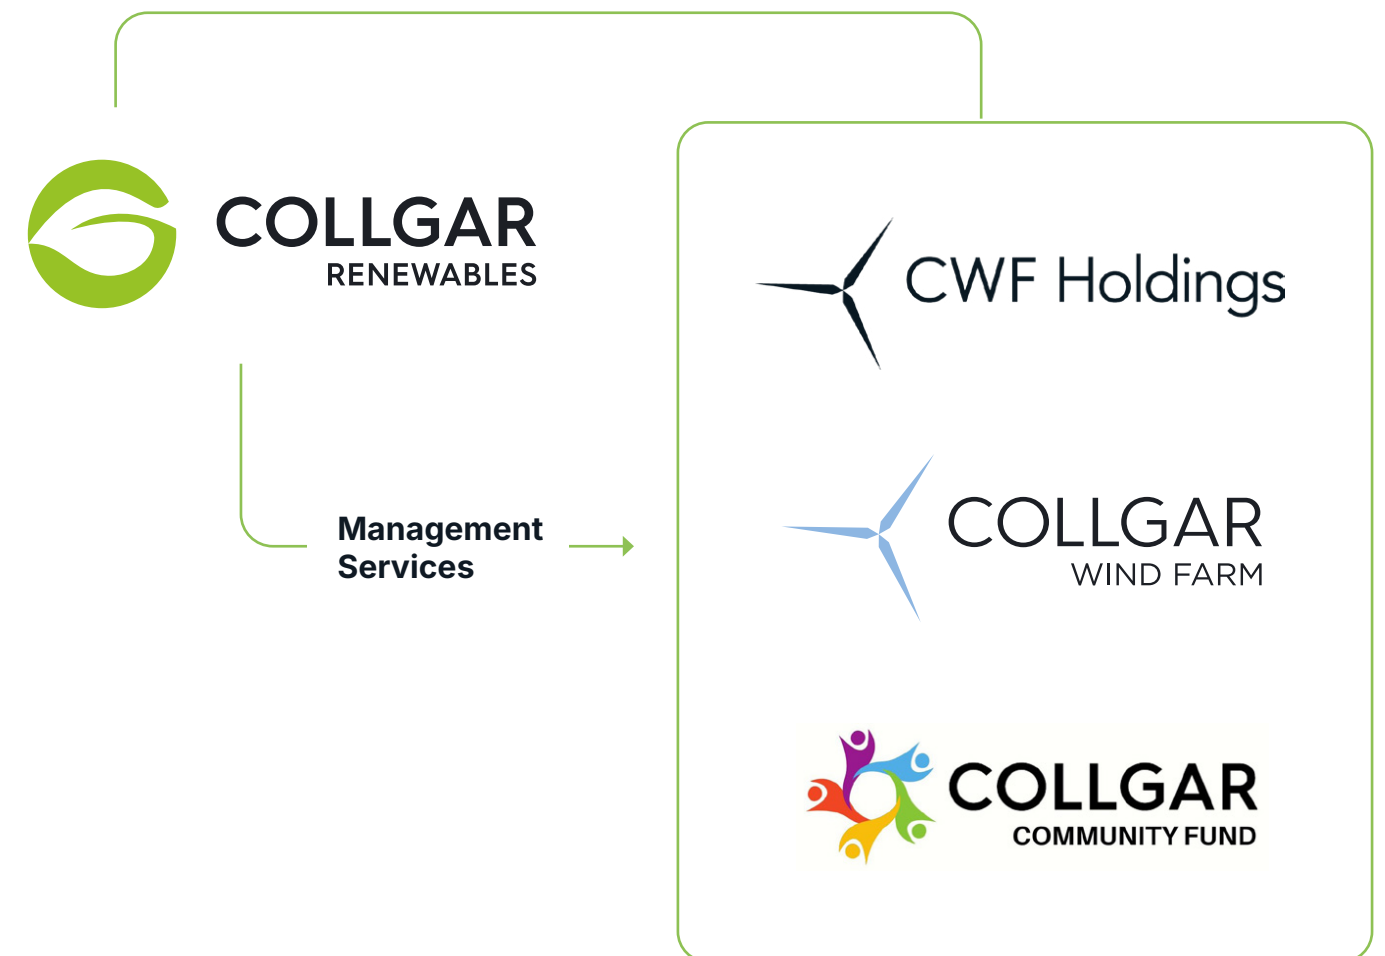 COLLGAR
RENEWABLES
Management
Services
CWF Holdings
COLLGAR
WIND FARM
COLLGAR
COMMUNITY FUND